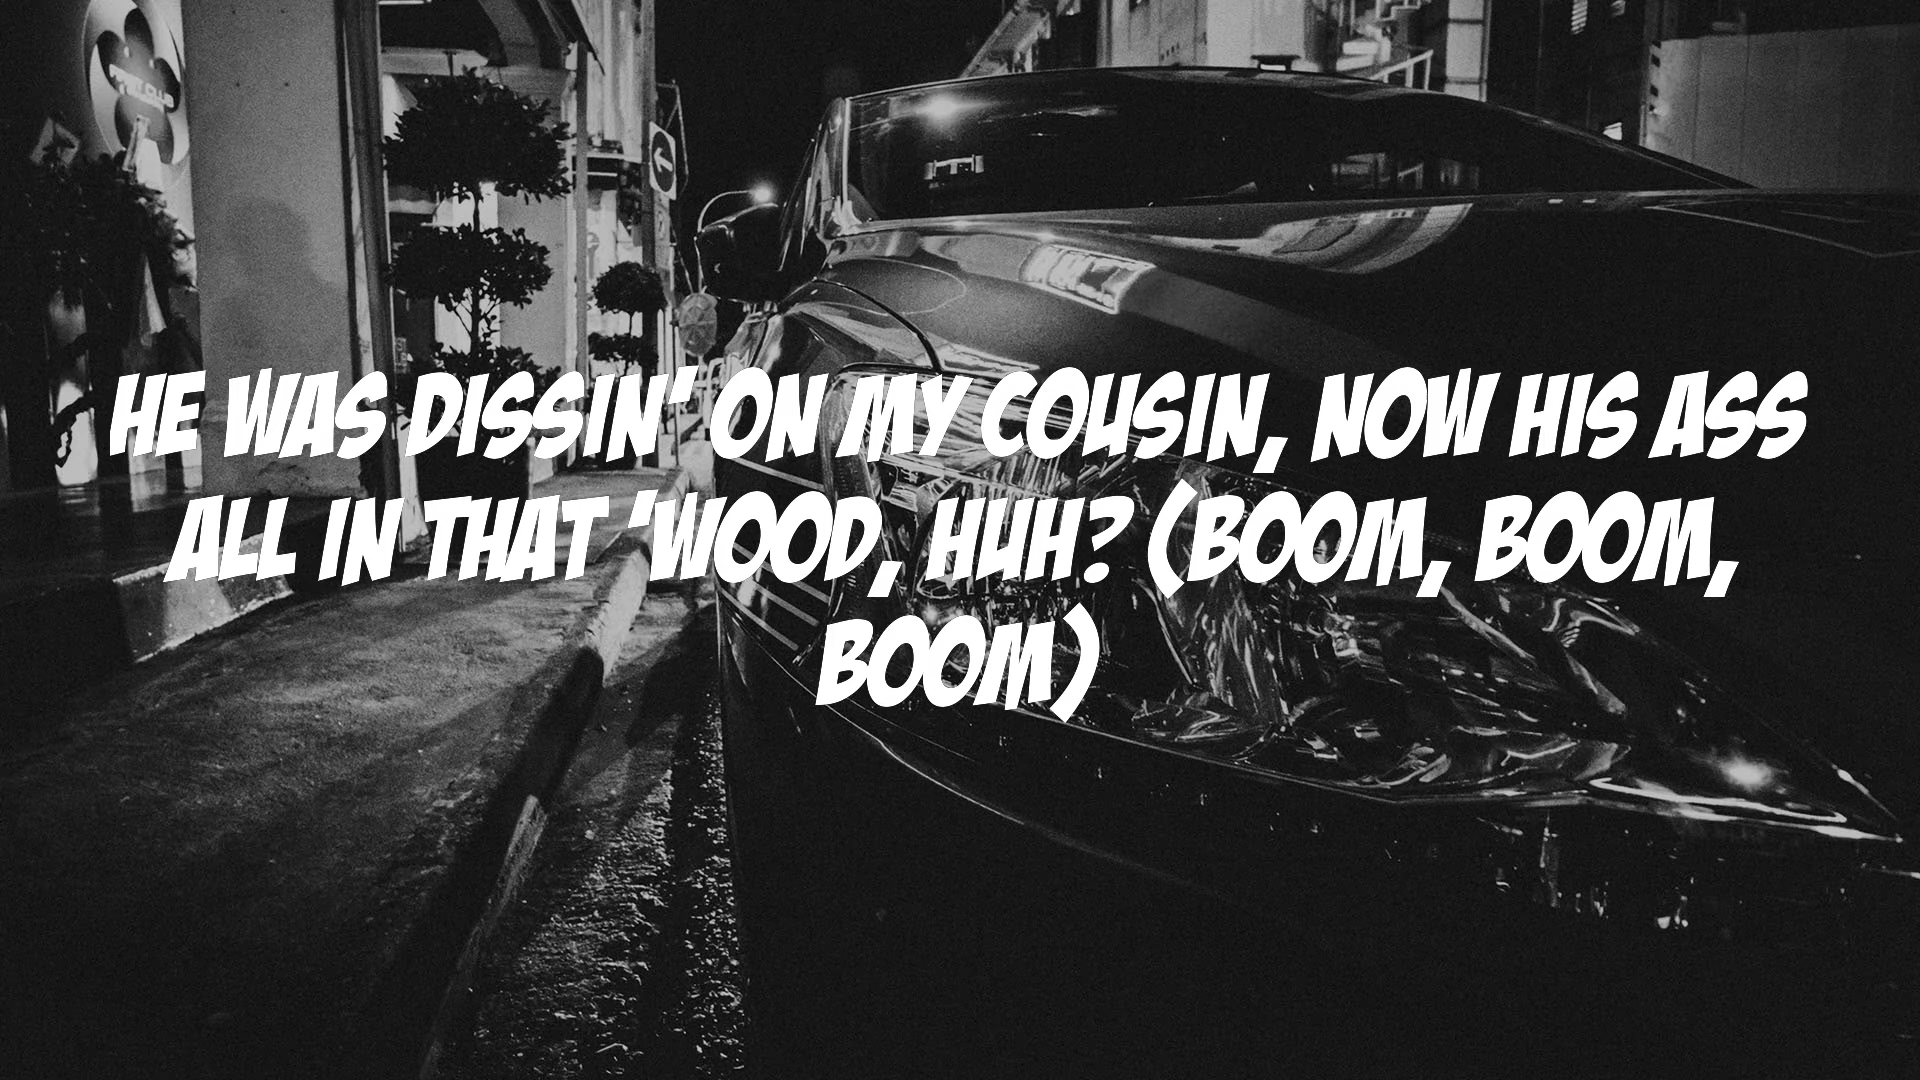 HE WAS DISSIN' ON MY COUSIN, NOW HIS ASS
ALL IN THAT 'WOOD, HUH? (BOOM, BOOM,
BOOM)